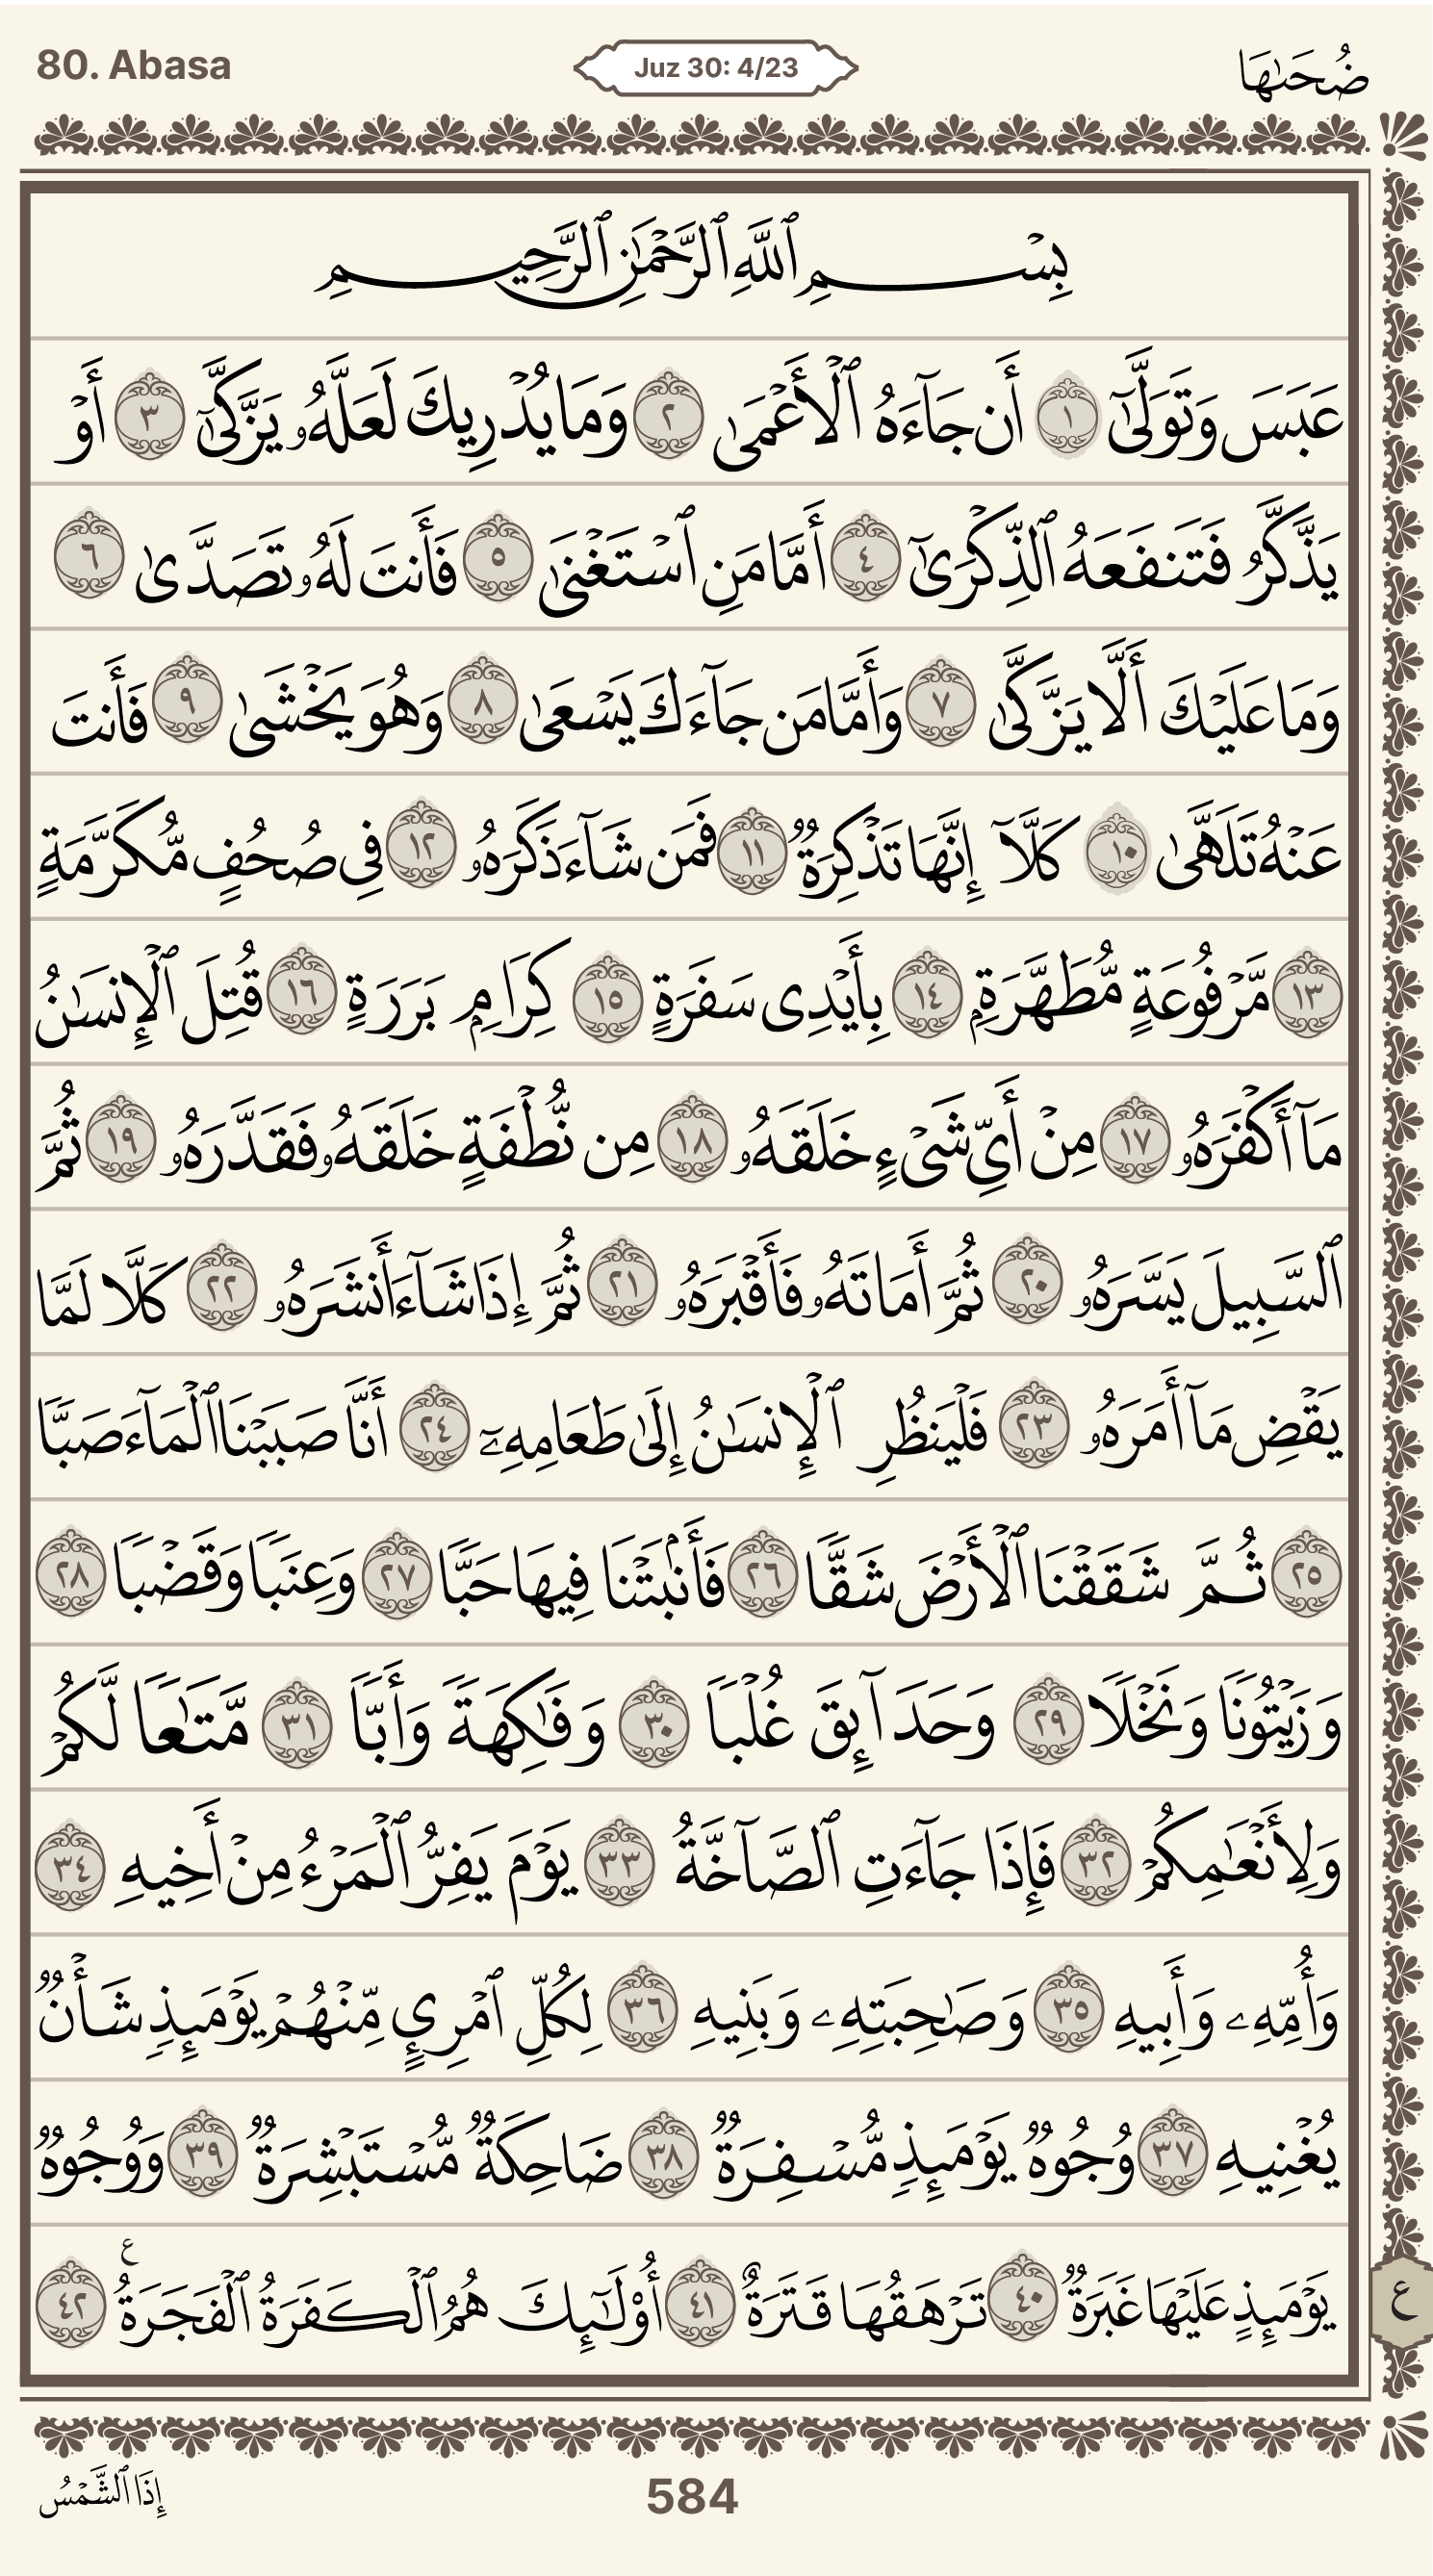 80. Abasa
Juz 30: 4/23
ضُحَىٰهَا
بِسْمِ ٱللَّهِ ٱلرَّحْمَٰنِ ٱلرَّحِيمِ
عَبَسَ وَتَوَلَّىٰٓ ١ أَن جَآءَهُ ٱلْأَعْمَىٰ ٢ وَمَا يُدْرِيكَ لَعَلَّهُۥ يَزَّكَّىٰٓ ٣ أَوْ
يَذَّكَّرُ فَتَنفَعَهُ ٱلذِّكْرَىٰٓ ٤ أَمَّا مَنِ ٱسْتَغْنَىٰ ٥ فَأَنتَ لَهُۥ تَصَدَّىٰ ٦
وَمَا عَلَيْكَ أَلَّا يَزَّكَّىٰ ٧ وَأَمَّا مَن جَآءَكَ يَسْعَىٰ ٨ وَهُوَ يَخْشَىٰ ٩ فَأَنتَ
عَنْهُ تَلَهَّىٰ ١٠ كَلَّآ إِنَّهَا تَذْكِرَةٌ ١١ فَمَن شَآءَ ذَكَرَهُۥ ١٢ فِى صُحُفٍ مُّكَرَّمَةٍ
١٣ مَّرْفُوعَةٍ مُّطَهَّرَةٍۭ ١٤ بِأَيْدِى سَفَرَةٍ ١٥ كِرَامٍۭ بَرَرَةٍ ١٦ قُتِلَ ٱلْإِنسَٰنُ
مَآ أَكْفَرَهُۥ ١٧ مِنْ أَىِّ شَىْءٍ خَلَقَهُۥ ١٨ مِن نُّطْفَةٍ خَلَقَهُۥ فَقَدَّرَهُۥ ١٩ ثُمَّ
ٱلسَّبِيلَ يَسَّرَهُۥ ٢٠ ثُمَّ أَمَاتَهُۥ فَأَقْبَرَهُۥ ٢١ ثُمَّ إِذَا شَآءَ أَنشَرَهُۥ ٢٢ كَلَّا لَمَّا
يَقْضِ مَآ أَمَرَهُۥ ٢٣ فَلْيَنظُرِ ٱلْإِنسَٰنُ إِلَىٰ طَعَامِهِۦٓ ٢٤ أَنَّا صَبَبْنَا ٱلْمَآءَ صَبًّا
٢٥ ثُمَّ شَقَقْنَا ٱلْأَرْضَ شَقًّا ٢٦ فَأَنۢبَتْنَا فِيهَا حَبًّا ٢٧ وَعِنَبًا وَقَضْبًا ٢٨
وَزَيْتُونًا وَنَخْلًا ٢٩ وَحَدَآئِقَ غُلْبًا ٣٠ وَفَٰكِهَةً وَأَبًّا ٣١ مَّتَٰعًا لَّكُمْ
وَلِأَنْعَٰمِكُمْ ٣٢ فَإِذَا جَآءَتِ ٱلصَّآخَّةُ ٣٣ يَوْمَ يَفِرُّ ٱلْمَرْءُ مِنْ أَخِيهِ ٣٤
وَأُمِّهِۦ وَأَبِيهِ ٣٥ وَصَٰحِبَتِهِۦ وَبَنِيهِ ٣٦ لِكُلِّ ٱمْرِئٍ مِّنْهُمْ يَوْمَئِذٍ شَأْنٌ
يُغْنِيهِ ٣٧ وُجُوهٌ يَوْمَئِذٍ مُّسْفِرَةٌ ٣٨ ضَاحِكَةٌ مُّسْتَبْشِرَةٌ ٣٩ وَوُجُوهٌ
يَوْمَئِذٍ عَلَيْهَا غَبَرَةٌ ٤٠ تَرْهَقُهَا قَتَرَةٌ ٤١ أُو۟لَٰٓئِكَ هُمُ ٱلْكَفَرَةُ ٱلْفَجَرَةُ ع ٤٢
ع
إِذَا ٱلشَّمْسُ
584